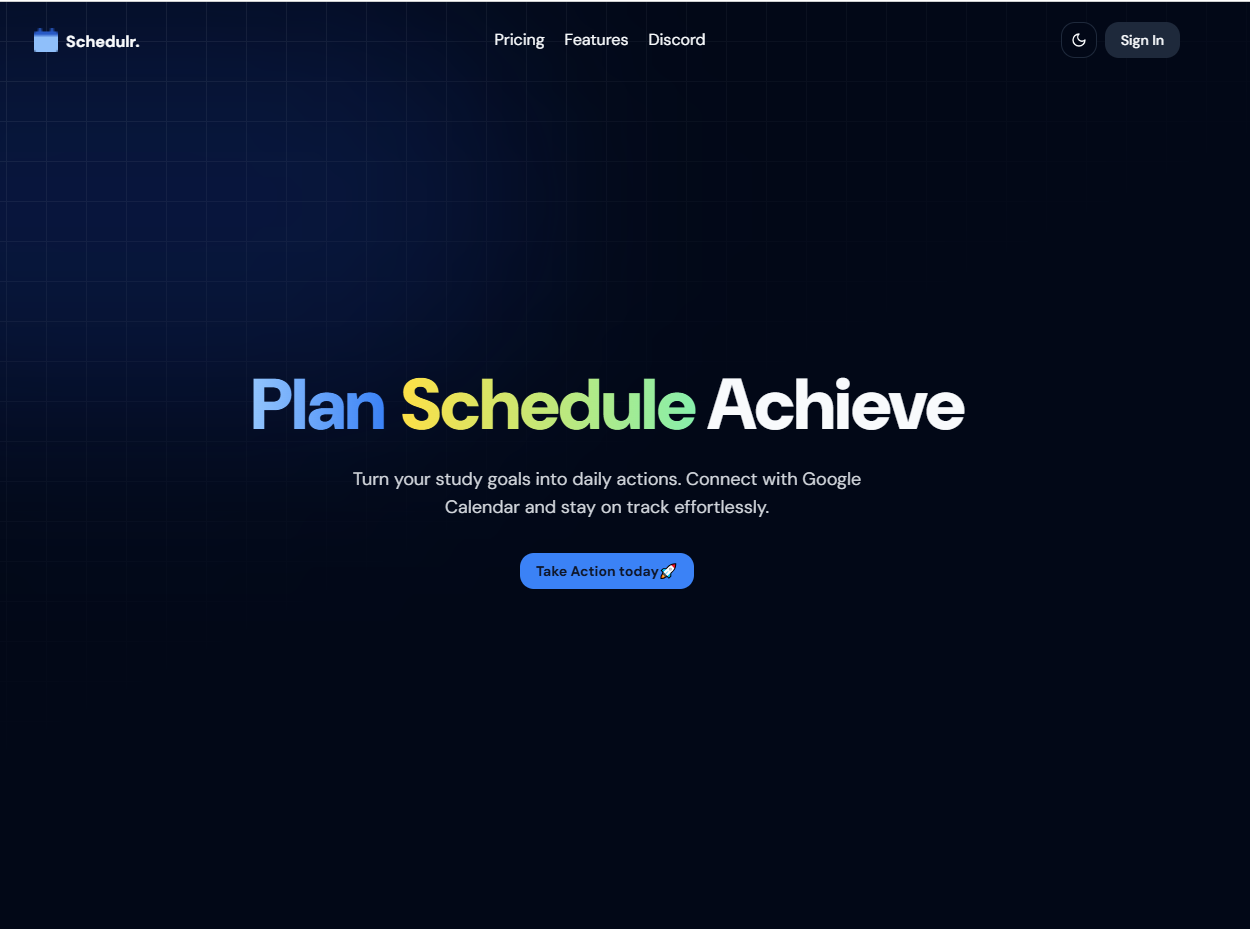 Schedulr.
Pricing Features Discord
Sign In
Plan Schedule Achieve
Turn your study goals into daily actions. Connect with Google
Calendar and stay on track effortlessly.
Take Action today🚀